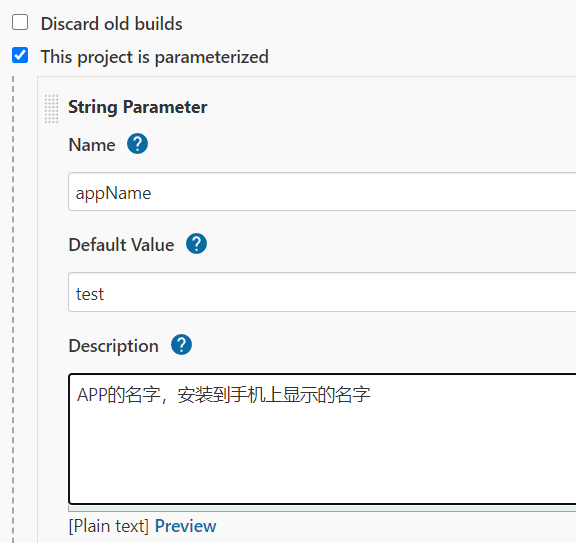 Discard old builds
This project is parameterized
String Parameter
Name ?
appName
Default Value ?
test
Description ?
APP的名字，安装到手机上显示的名字
[Plain text] Preview